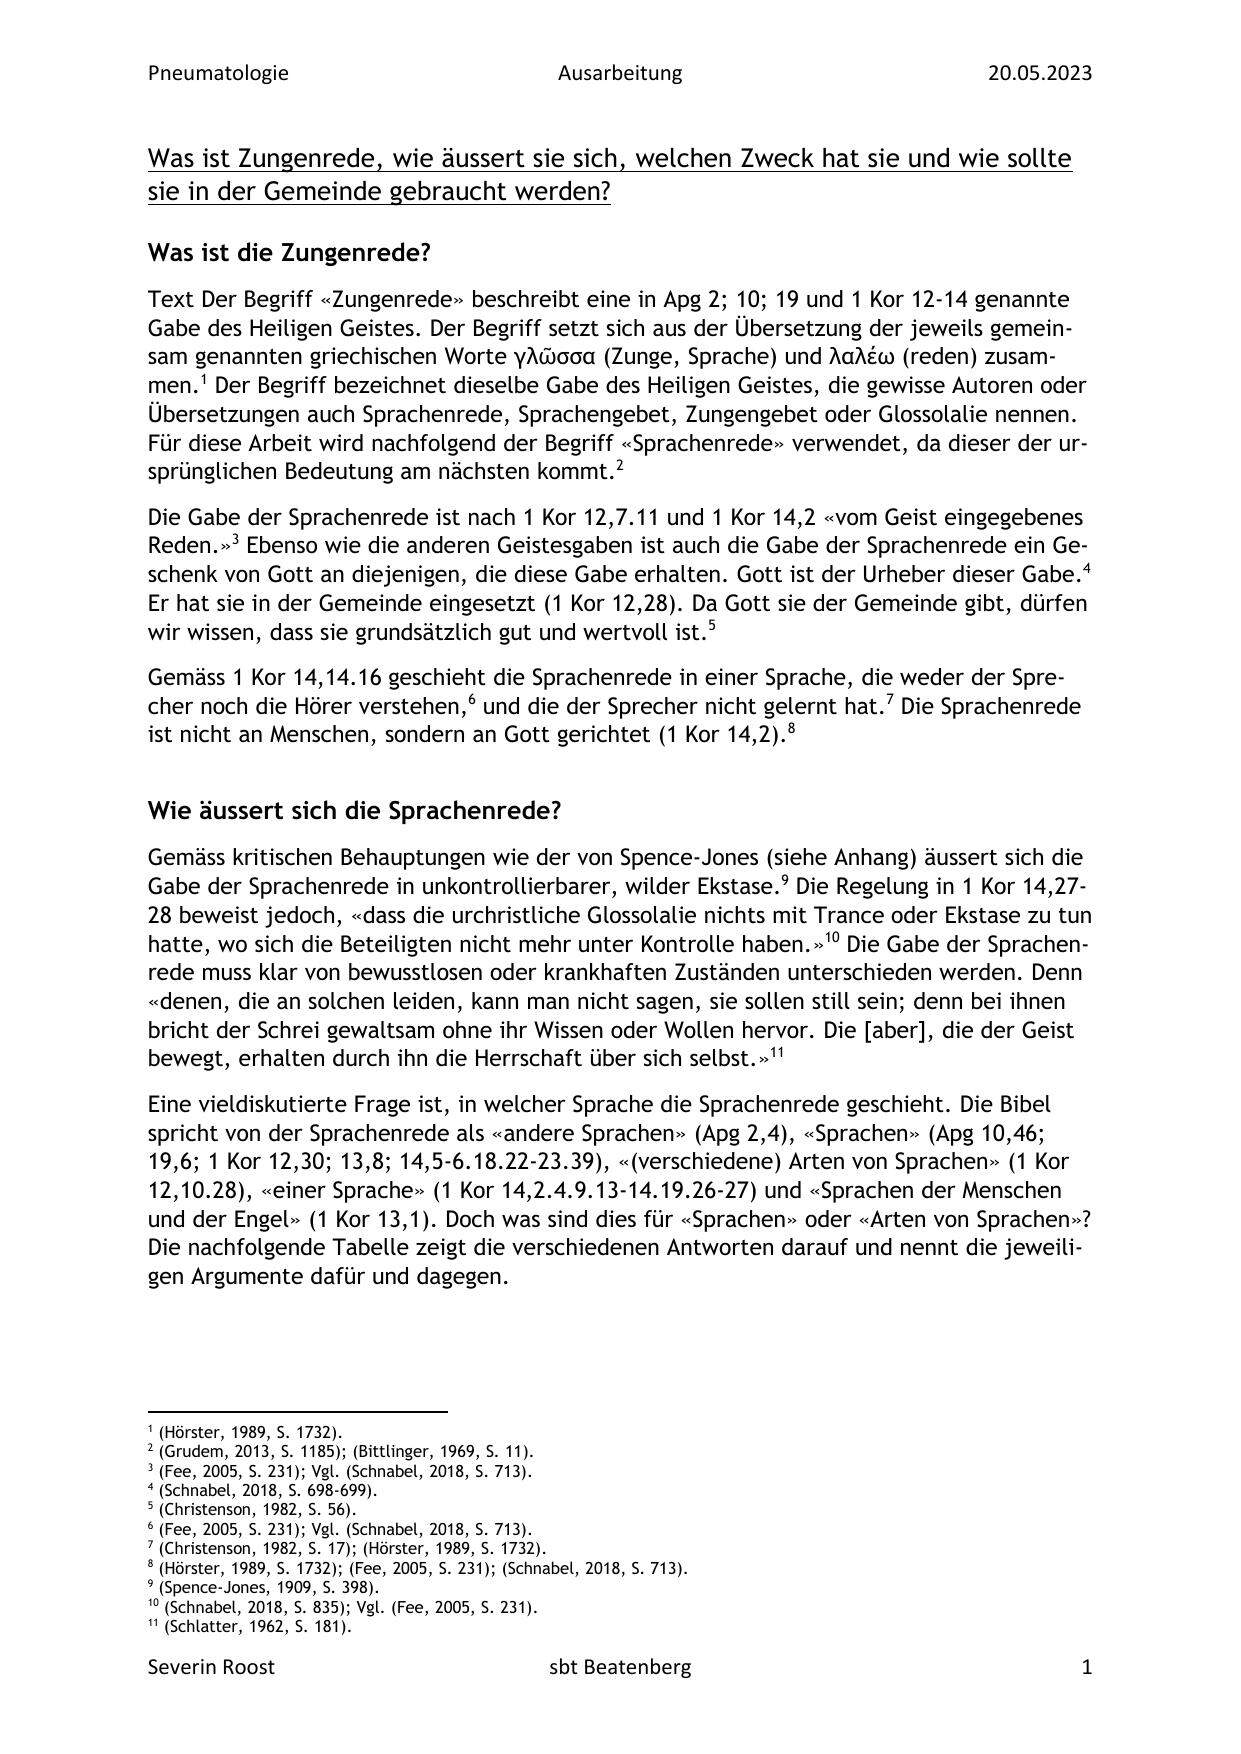 Pneumatologie Ausarbeitung 20.05.2023
Was ist Zungenrede, wie äussert sie sich, welchen Zweck hat sie und wie sollte
sie in der Gemeinde gebraucht werden?
Was ist die Zungenrede?
Text Der Begriff «Zungenrede» beschreibt eine in Apg 2; 10; 19 und 1 Kor 12-14 genannte
Gabe des Heiligen Geistes. Der Begriff setzt sich aus der Übersetzung der jeweils gemein-
sam genannten griechischen Worte γλῶσσα (Zunge, Sprache) und λαλέω (reden) zusam-
men.¹ Der Begriff bezeichnet dieselbe Gabe des Heiligen Geistes, die gewisse Autoren oder
Übersetzungen auch Sprachenrede, Sprachengebet, Zungengebet oder Glossolalie nennen.
Für diese Arbeit wird nachfolgend der Begriff «Sprachenrede» verwendet, da dieser der ur-
sprünglichen Bedeutung am nächsten kommt.²
Die Gabe der Sprachenrede ist nach 1 Kor 12,7.11 und 1 Kor 14,2 «vom Geist eingegebenes
Reden.»³ Ebenso wie die anderen Geistesgaben ist auch die Gabe der Sprachenrede ein Ge-
schenk von Gott an diejenigen, die diese Gabe erhalten. Gott ist der Urheber dieser Gabe.⁴
Er hat sie in der Gemeinde eingesetzt (1 Kor 12,28). Da Gott sie der Gemeinde gibt, dürfen
wir wissen, dass sie grundsätzlich gut und wertvoll ist.⁵
Gemäss 1 Kor 14,14.16 geschieht die Sprachenrede in einer Sprache, die weder der Spre-
cher noch die Hörer verstehen,⁶ und die der Sprecher nicht gelernt hat.⁷ Die Sprachenrede
ist nicht an Menschen, sondern an Gott gerichtet (1 Kor 14,2).⁸
Wie äussert sich die Sprachenrede?
Gemäss kritischen Behauptungen wie der von Spence-Jones (siehe Anhang) äussert sich die
Gabe der Sprachenrede in unkontrollierbarer, wilder Ekstase.⁹ Die Regelung in 1 Kor 14,27-
28 beweist jedoch, «dass die urchristliche Glossolalie nichts mit Trance oder Ekstase zu tun
hatte, wo sich die Beteiligten nicht mehr unter Kontrolle haben.»¹⁰ Die Gabe der Sprachen-
rede muss klar von bewusstlosen oder krankhaften Zuständen unterschieden werden. Denn
«denen, die an solchen leiden, kann man nicht sagen, sie sollen still sein; denn bei ihnen
bricht der Schrei gewaltsam ohne ihr Wissen oder Wollen hervor. Die [aber], die der Geist
bewegt, erhalten durch ihn die Herrschaft über sich selbst.»¹¹
Eine vieldiskutierte Frage ist, in welcher Sprache die Sprachenrede geschieht. Die Bibel
spricht von der Sprachenrede als «andere Sprachen» (Apg 2,4), «Sprachen» (Apg 10,46;
19,6; 1 Kor 12,30; 13,8; 14,5-6.18.22-23.39), «(verschiedene) Arten von Sprachen» (1 Kor
12,10.28), «einer Sprache» (1 Kor 14,2.4.9.13-14.19.26-27) und «Sprachen der Menschen
und der Engel» (1 Kor 13,1). Doch was sind dies für «Sprachen» oder «Arten von Sprachen»?
Die nachfolgende Tabelle zeigt die verschiedenen Antworten darauf und nennt die jeweili-
gen Argumente dafür und dagegen.
¹ (Hörster, 1989, S. 1732).
² (Grudem, 2013, S. 1185); (Bittlinger, 1969, S. 11).
³ (Fee, 2005, S. 231); Vgl. (Schnabel, 2018, S. 713).
⁴ (Schnabel, 2018, S. 698-699).
⁵ (Christenson, 1982, S. 56).
⁶ (Fee, 2005, S. 231); Vgl. (Schnabel, 2018, S. 713).
⁷ (Christenson, 1982, S. 17); (Hörster, 1989, S. 1732).
⁸ (Hörster, 1989, S. 1732); (Fee, 2005, S. 231); (Schnabel, 2018, S. 713).
⁹ (Spence-Jones, 1909, S. 398).
¹⁰ (Schnabel, 2018, S. 835); Vgl. (Fee, 2005, S. 231).
¹¹ (Schlatter, 1962, S. 181).
Severin Roost sbt Beatenberg 1